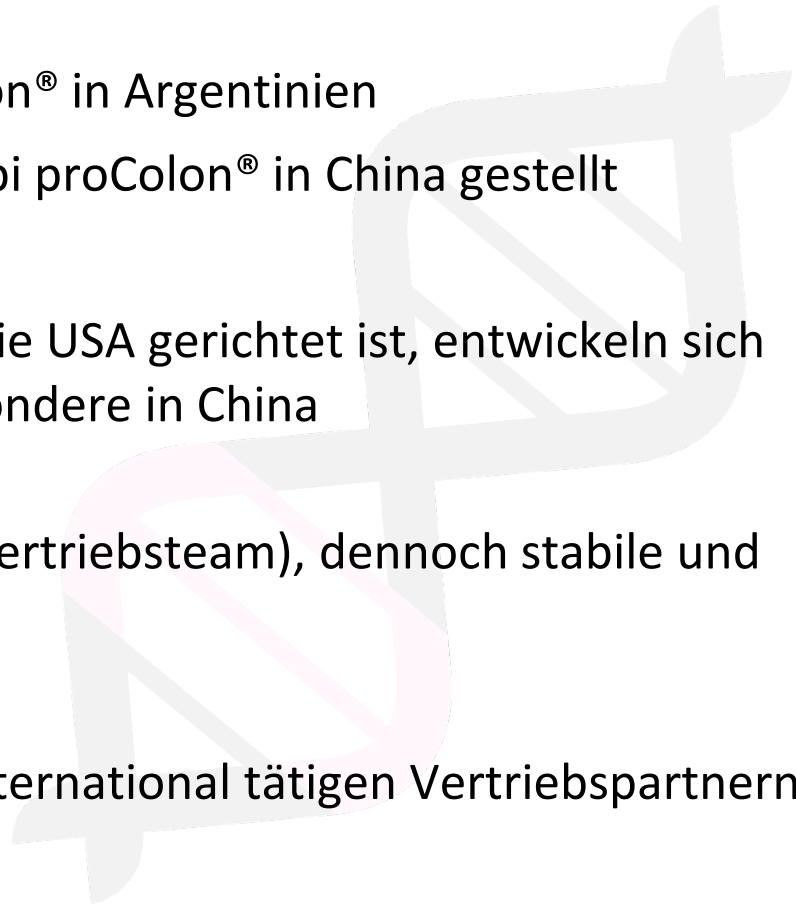 on® in Argentinien
pi proColon® in China gestellt
ie USA gerichtet ist, entwickeln sich
ondere in China
ertriebsteam), dennoch stabile und
ternational tätigen Vertriebspartnern